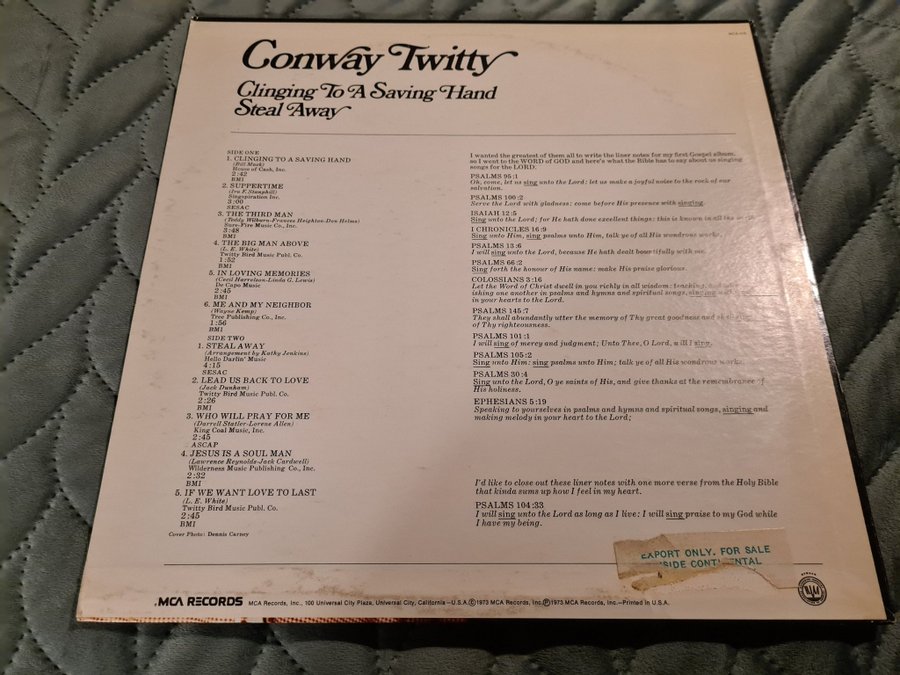 Conway Twitty
Clinging To A Saving Hand
Steal Away
SIDE ONE
1. CLINGING TO A SAVING HAND
(Bill Mack)
House of Cash, Inc.
2:42
BMI
2. SUPPERTIME
(Ira F. Stanphill)
Singspiration Inc.
3:00
SESAC
3. THE THIRD MAN
(Teddy Wilburn-Frances Heighton-Don Helms)
Sure-Fire Music Co., Inc.
3:48
BMI
4. THE BIG MAN ABOVE
(L. E. White)
Twitty Bird Music Publ. Co.
1:52
BMI
5. IN LOVING MEMORIES
(Cecil Harrelson-Linda G. Lewis)
De Capo Music
2:45
BMI
6. ME AND MY NEIGHBOR
(Wayne Kemp)
Tree Publishing Co., Inc.
1:56
BMI
SIDE TWO
1. STEAL AWAY
(Arrangement by Kathy Jenkins)
Hello Darlin' Music
4:15
SESAC
2. LEAD US BACK TO LOVE
(Jack Dunham)
Twitty Bird Music Publ. Co.
2:26
BMI
3. WHO WILL PRAY FOR ME
(Darrell Statler-Lorene Allen)
King Coal Music, Inc.
2:45
ASCAP
4. JESUS IS A SOUL MAN
(Lawrence Reynolds-Jack Cardwell)
Wilderness Music Publishing Co., Inc.
2:32
BMI
5. IF WE WANT LOVE TO LAST
(L. E. White)
Twitty Bird Music Publ. Co.
2:45
BMI
Cover Photo: Dennis Carney
I wanted the greatest of them all to write the liner notes for my first Gospel album,
so I went to the WORD of GOD and here's what the Bible has to say about us singing
songs for the LORD:
PSALMS 95:1
Oh, come, let us sing unto the Lord: let us make a joyful noise to the rock of our
salvation.
PSALMS 100:2
Serve the Lord with gladness: come before His presence with singing.
ISAIAH 12:5
Sing unto the Lord; for He hath done excellent things: this is known in all the
I CHRONICLES 16:9
Sing unto Him, sing psalms unto Him, talk ye of all His wondrous works.
PSALMS 13:6
I will sing unto the Lord, because He hath dealt bountifully with me.
PSALMS 66:2
Sing forth the honour of His name: make His praise glorious.
COLOSSIANS 3:16
Let the Word of Christ dwell in you richly in all wisdom: teaching,
ishing one another in psalms and hymns and spiritual songs, singing with
in your hearts to the Lord.
PSALMS 145:7
They shall abundantly utter the memory of Thy great goodness and shall
of Thy righteousness.
PSALMS 101:1
I will sing of mercy and judgment; Unto Thee, O Lord, will I sing.
PSALMS 105:2
Sing unto Him: sing psalms unto Him; talk ye of all His wondrous works.
PSALMS 30:4
Sing unto the Lord, O ye saints of His, and give thanks at the remembrance of
His holiness.
EPHESIANS 5:19
Speaking to yourselves in psalms and hymns and spiritual songs, singing and
making melody in your heart to the Lord;
I'd like to close out these liner notes with one more verse from the Holy Bible
that kinda sums up how I feel in my heart.
PSALMS 104:33
I will sing unto the Lord as long as I live: I will sing praise to my God while
I have my being.
EXPORT ONLY. FOR SALE
SIDE CONTINENTAL
MCA RECORDS MCA Records, Inc., 100 Universal City Plaza, Universal City, California—U.S.A. Ⓒ1973 MCA Records, Inc. Ⓟ1973 MCA Records, Inc.—Printed in U.S.A.